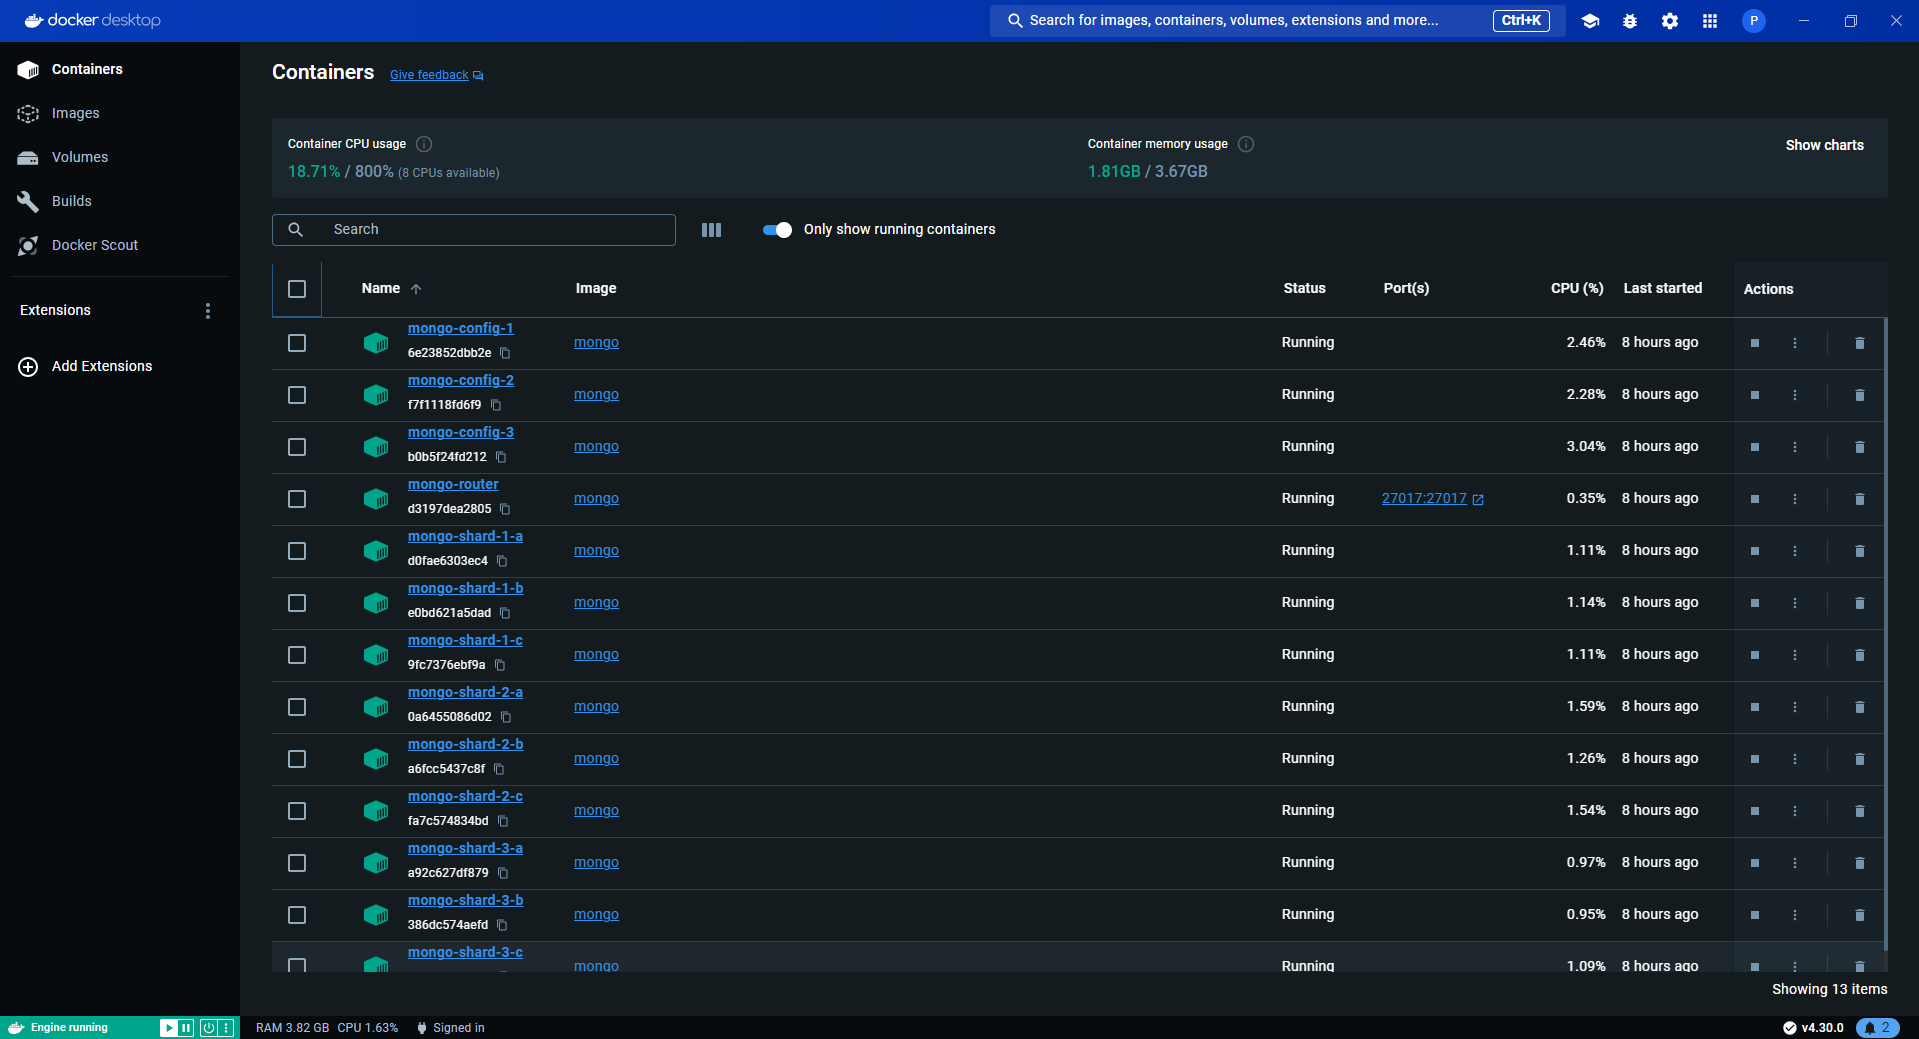 docker desktop
Search for images, containers, volumes, extensions and more... Ctrl+K
P
Containers
Images
Volumes
Builds
Docker Scout
Extensions
Add Extensions
Containers Give feedback
Container CPU usage
18.71% / 800% (8 CPUs available)
Container memory usage
1.81GB / 3.67GB
Show charts
Search
Only show running containers
Name Image Status Port(s) CPU (%) Last started Actions
mongo-config-1
6e23852dbb2e
mongo Running 2.46% 8 hours ago
mongo-config-2
f7f1118fd6f9
mongo Running 2.28% 8 hours ago
mongo-config-3
b0b5f24fd212
mongo Running 3.04% 8 hours ago
mongo-router
d3197dea2805
mongo Running 27017:27017 0.35% 8 hours ago
mongo-shard-1-a
d0fae6303ec4
mongo Running 1.11% 8 hours ago
mongo-shard-1-b
e0bd621a5dad
mongo Running 1.14% 8 hours ago
mongo-shard-1-c
9fc7376ebf9a
mongo Running 1.11% 8 hours ago
mongo-shard-2-a
0a6455086d02
mongo Running 1.59% 8 hours ago
mongo-shard-2-b
a6fcc5437c8f
mongo Running 1.26% 8 hours ago
mongo-shard-2-c
fa7c574834bd
mongo Running 1.54% 8 hours ago
mongo-shard-3-a
a92c627df879
mongo Running 0.97% 8 hours ago
mongo-shard-3-b
386dc574aefd
mongo Running 0.95% 8 hours ago
mongo-shard-3-c
mongo Running 1.09% 8 hours ago
Showing 13 items
Engine running
RAM 3.82 GB CPU 1.63% Signed in
v4.30.0
2